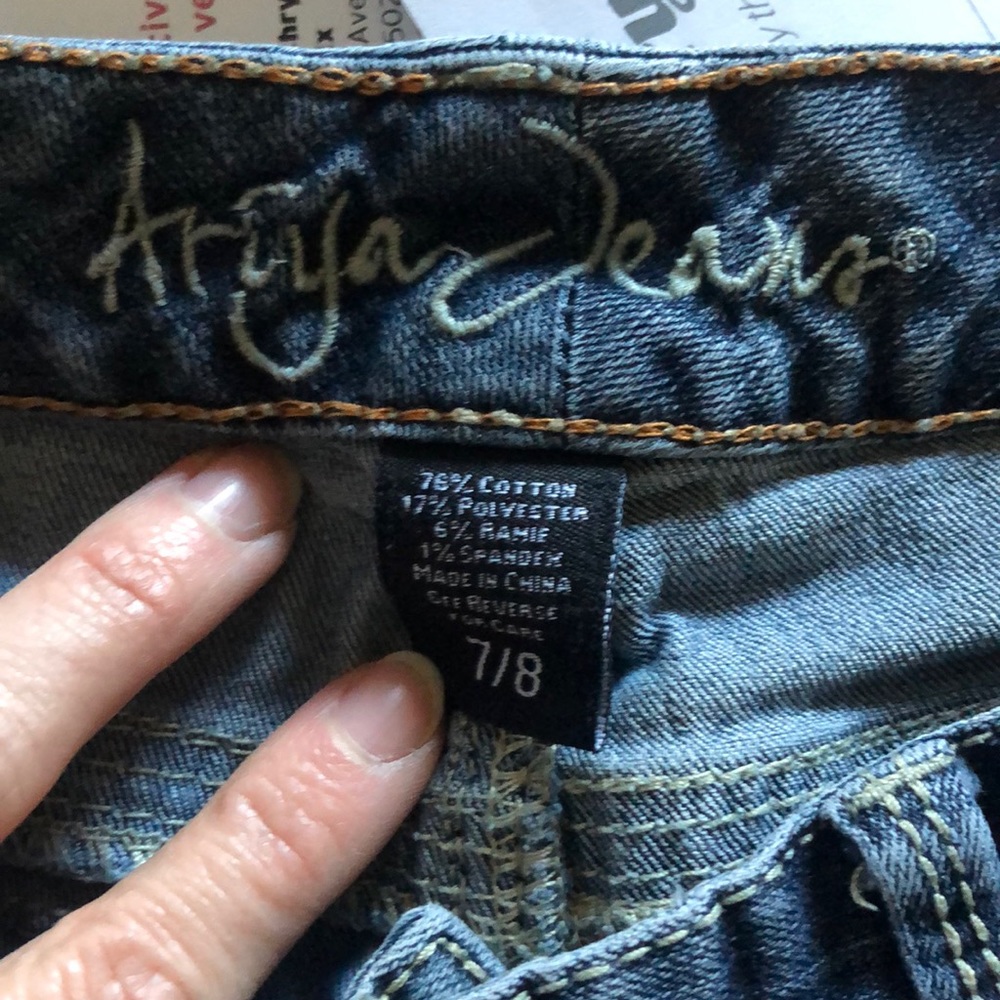 Ariya Jeans®
76% COTTON
17% POLYESTER
6% RAMIE
1% SPANDEX
MADE IN CHINA
SEE REVERSE
FOR CARE
7/8